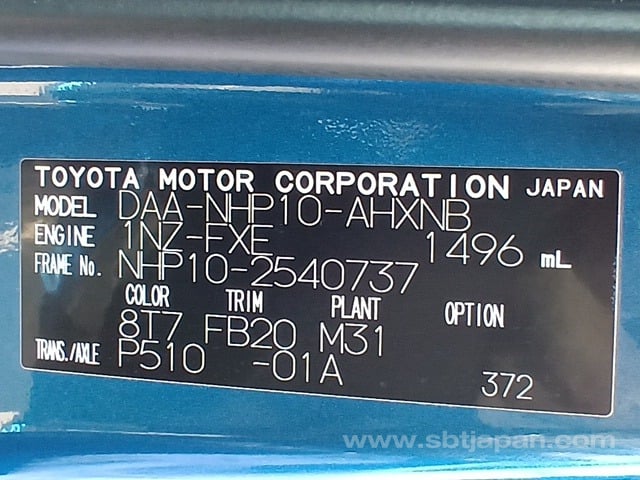 TOYOTA MOTOR CORPORATION JAPAN
MODEL DAA-NHP10-AHXNB
ENGINE 1NZ-FXE 1496 mL
FRAME No. NHP10-2540737
COLOR TRIM PLANT OPTION
8T7 FB20 M31
TRANS./AXLE P510 -01A 372
www.sbtjapan.com